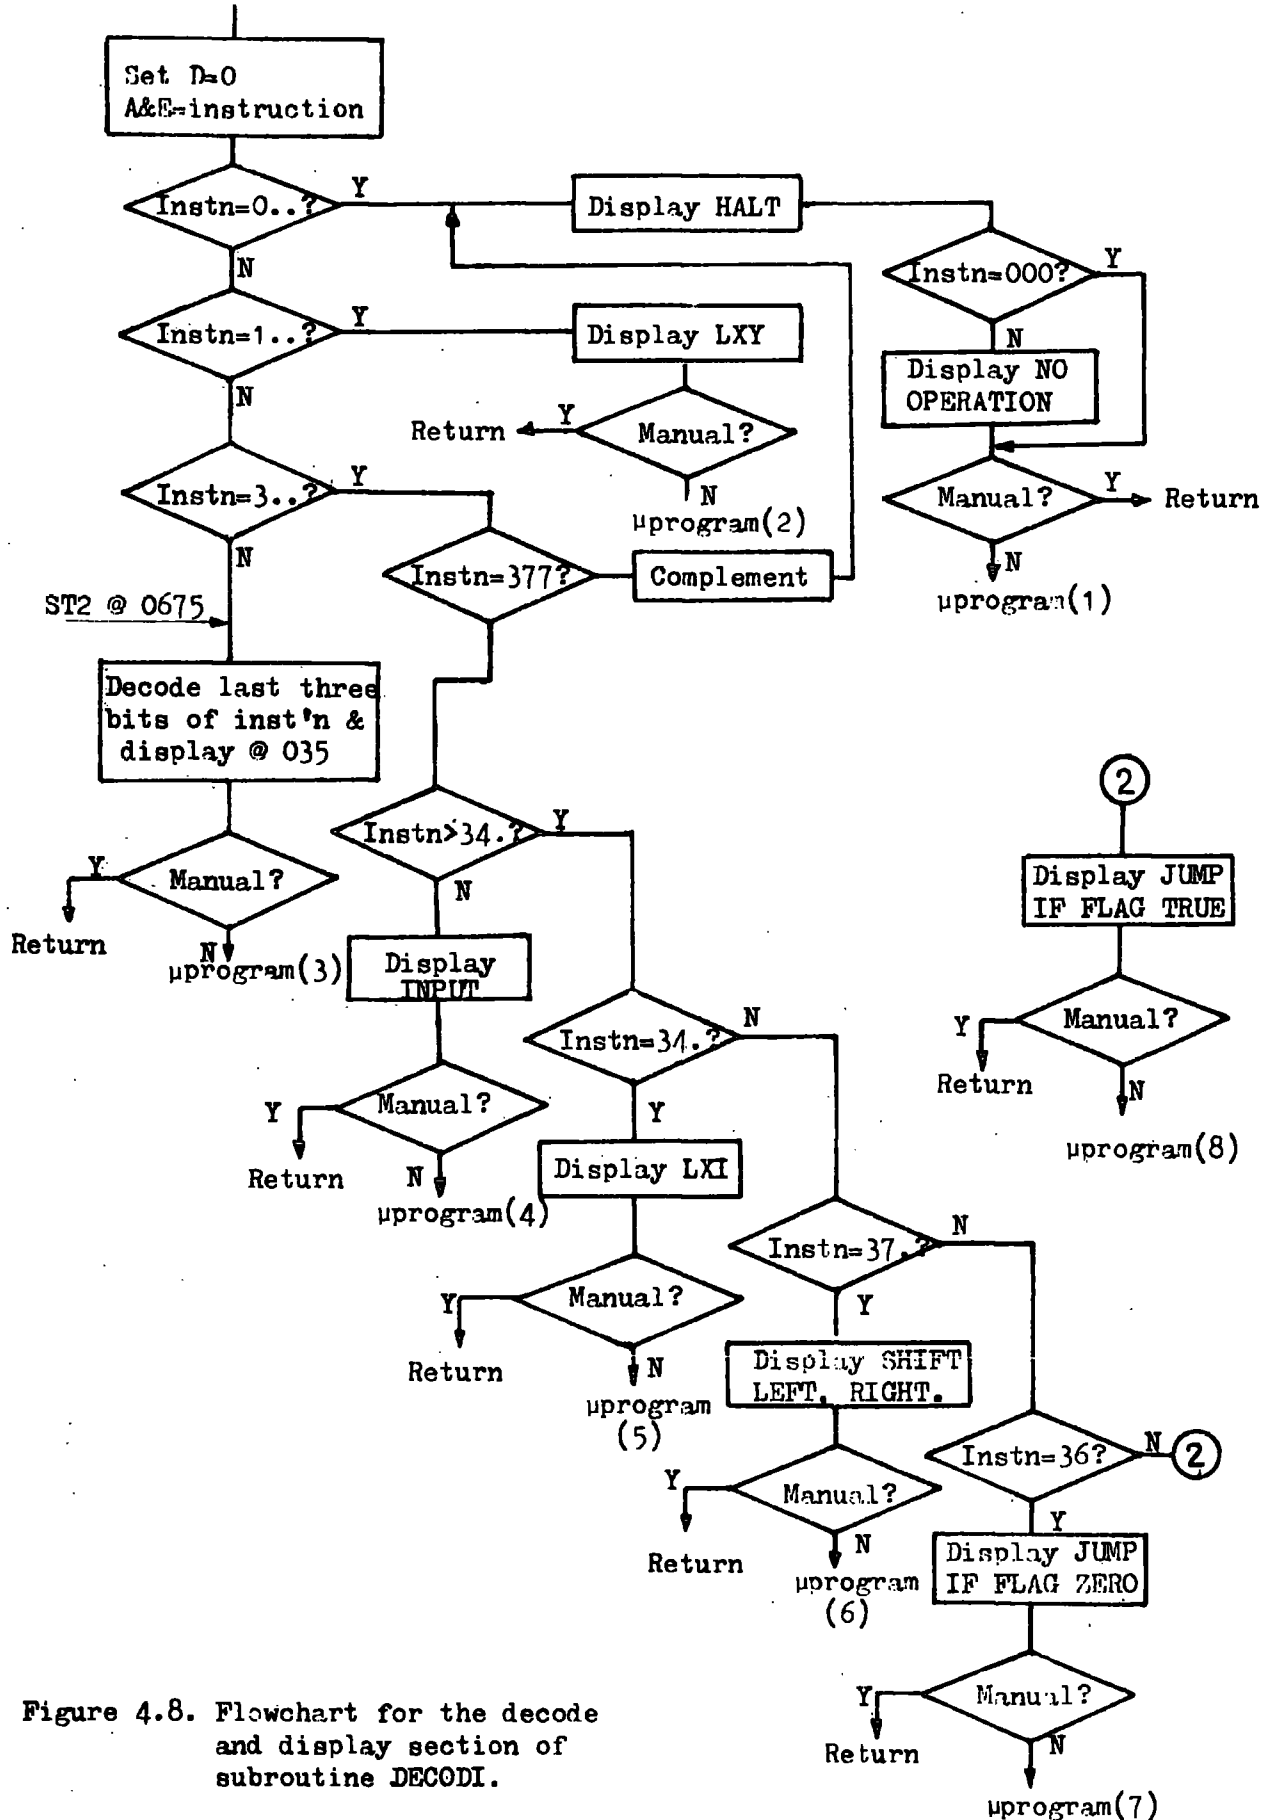 Set D=0
A&E=instruction
Instn=0..?
Y
Display HALT
N
Instn=000?
Y
N
Display NO
OPERATION
Manual?
Y
Return
N
µprogram(1)
Instn=1..?
Y
Display LXY
N
Manual?
Y
Return
N
µprogram(2)
Instn=3..?
Y
N
Instn=377?
Complement
ST2 @ 0675
Decode last three
bits of inst'n &
display @ 035
Manual?
Y
Return
N
µprogram(3)
Instn>34.?
Y
N
Display
INPUT
Manual?
Y
Return
N
µprogram(4)
Instn=34.?
N
Y
Display LXI
Manual?
Y
Return
N
µprogram
(5)
Instn=37.?
N
Y
Display SHIFT
LEFT. RIGHT.
Manual?
Y
Return
N
µprogram
(6)
Instn=36?
N
2
Y
Display JUMP
IF FLAG ZERO
Manual?
Y
Return
N
µprogram(7)
2
Display JUMP
IF FLAG TRUE
Manual?
Y
Return
N
µprogram(8)
Figure 4.8. Flowchart for the decode
and display section of
subroutine DECODI.